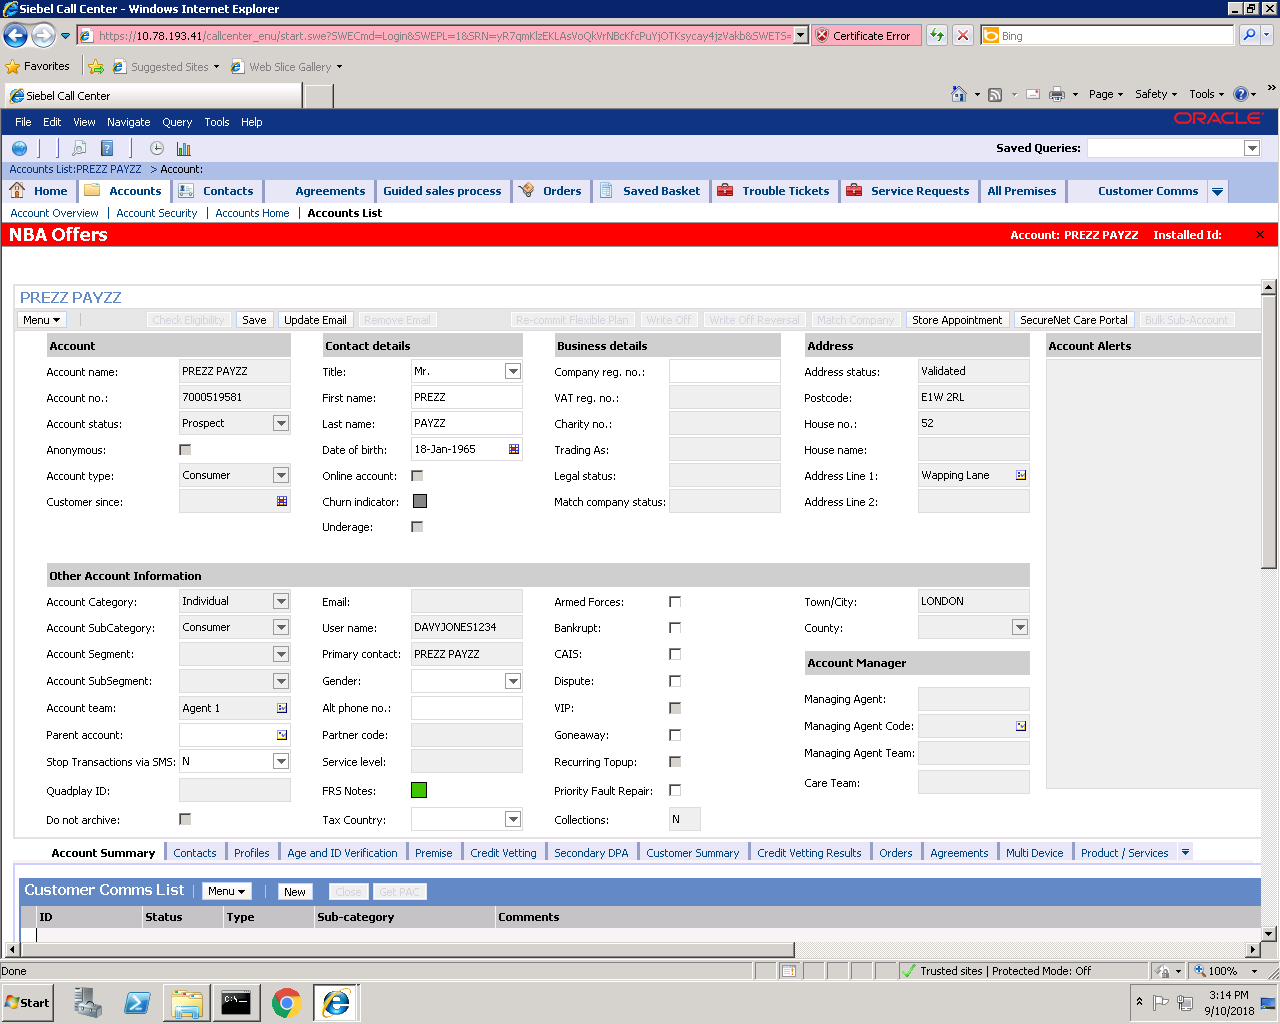 Siebel Call Center - Windows Internet Explorer
https://10.78.193.41/callcenter_enu/start.swe?SWECmd=Login&SWEPL=1&SRN=yR7qmKlzEKLAsVoQkVrNBcKfcPuYjOTKsycay4jzVakb&SWETS=
Certificate Error
Bing
Favorites
Suggested Sites
Web Slice Gallery
Siebel Call Center
Page
Safety
Tools
File Edit View Navigate Query Tools Help
ORACLE
Saved Queries:
Accounts List:PREZZ PAYZZ > Account:
Home Accounts Contacts Agreements Guided sales process Orders Saved Basket Trouble Tickets Service Requests All Premises Customer Comms
Account Overview | Account Security | Accounts Home | Accounts List
NBA Offers
Account: PREZZ PAYZZ Installed Id:
PREZZ PAYZZ
Menu Check Eligibility Save Update Email Remove Email Re-commit Flexible Plan Write Off Write Off Reversal Match Company Store Appointment SecureNet Care Portal Bulk Sub-Account
Account Contact details Business details Address Account Alerts
Account name: PREZZ PAYZZ Title: Mr. Company reg. no.: Address status: Validated
Account no.: 7000519581 First name: PREZZ VAT reg. no.: Postcode: E1W 2RL
Account status: Prospect Last name: PAYZZ Charity no.: House no.: 52
Anonymous: Date of birth: 18-Jan-1965 Trading As: House name:
Account type: Consumer Online account: Legal status: Address Line 1: Wapping Lane
Customer since: Churn indicator: Match company status: Address Line 2:
Underage:
Other Account Information
Account Category: Individual Email: Armed Forces: Town/City: LONDON
Account SubCategory: Consumer User name: DAVYJONES1234 Bankrupt: County:
Account Segment: Primary contact: PREZZ PAYZZ CAIS: Account Manager
Account SubSegment: Gender: Dispute:
Account team: Agent 1 Alt phone no.: VIP: Managing Agent:
Parent account: Partner code: Goneaway: Managing Agent Code:
Stop Transactions via SMS: N Service level: Recurring Topup: Managing Agent Team:
Quadplay ID: FRS Notes: Priority Fault Repair: Care Team:
Do not archive: Tax Country: Collections: N
Account Summary Contacts Profiles Age and ID Verification Premise Credit Vetting Secondary DPA Customer Summary Credit Vetting Results Orders Agreements Multi Device Product / Services
Customer Comms List Menu New Close Get PAC
ID Status Type Sub-category Comments
Done
Trusted sites | Protected Mode: Off
100%
Start
3:14 PM
9/10/2018